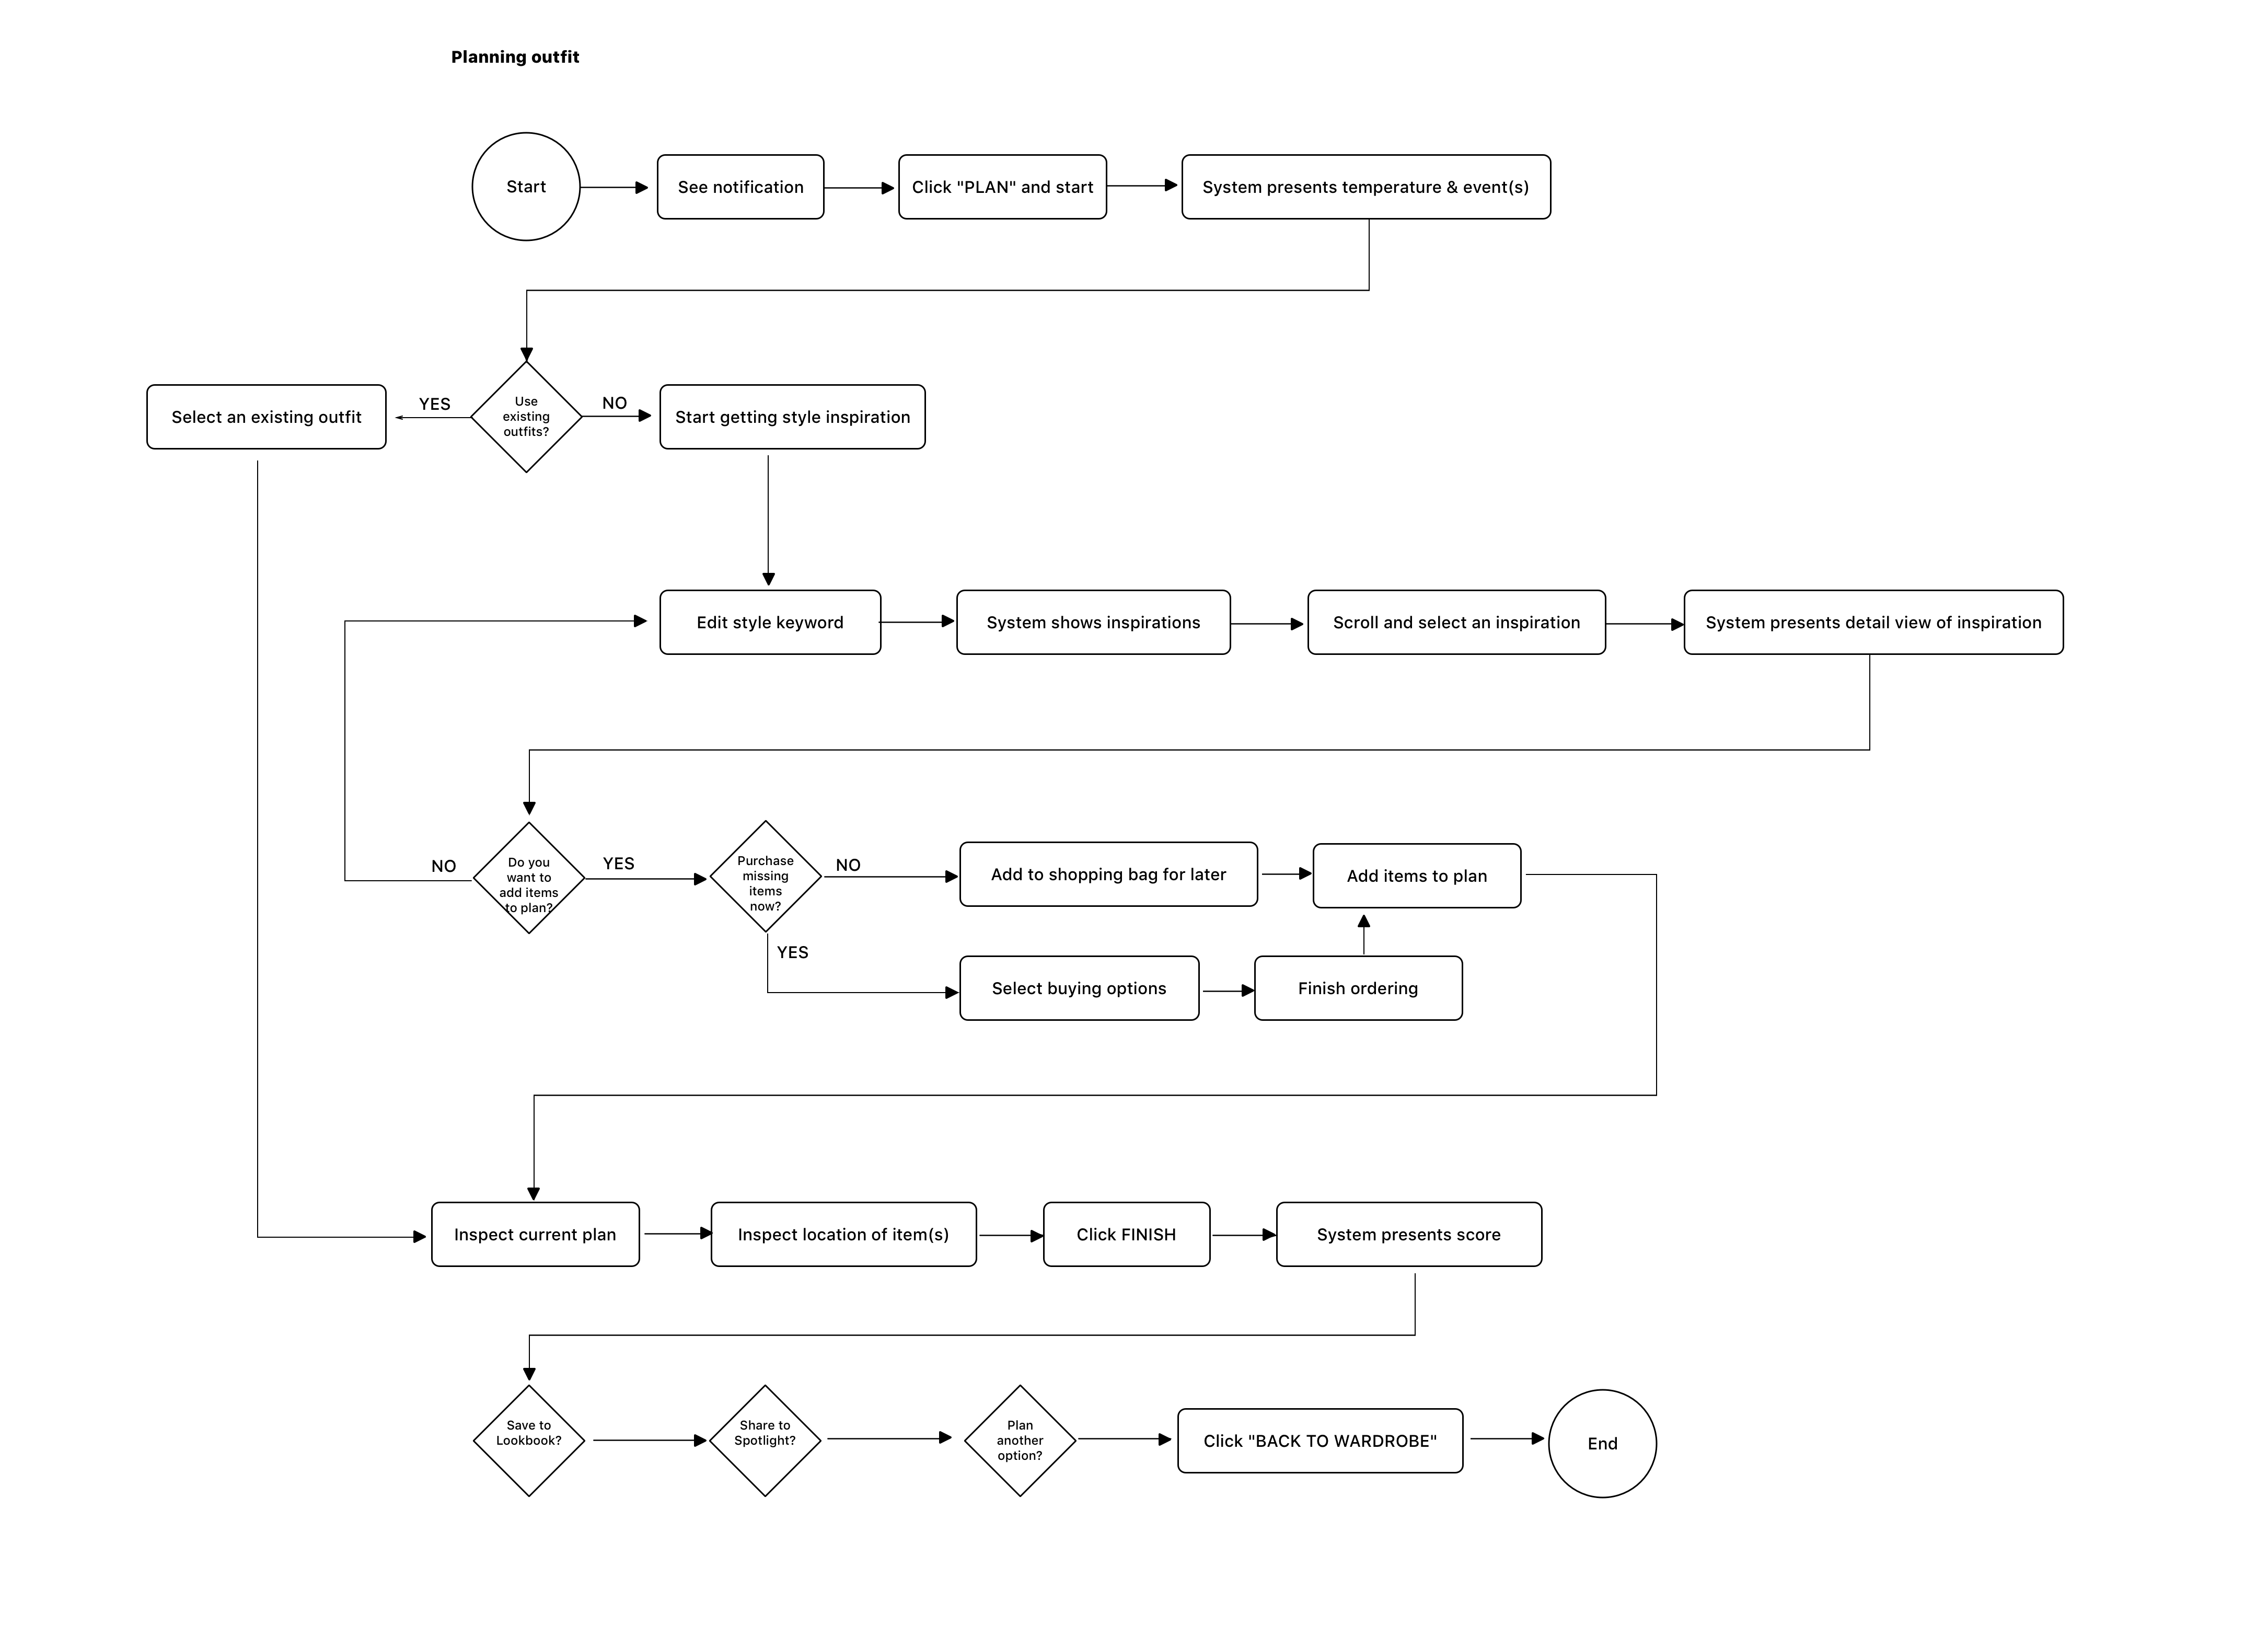 Planning outfit
Start
See notification
Click "PLAN" and start
System presents temperature & event(s)
Select an existing outfit
YES
Use
existing
outfits?
NO
Start getting style inspiration
Edit style keyword
System shows inspirations
Scroll and select an inspiration
System presents detail view of inspiration
NO
Do you
want to
add items
to plan?
YES
Purchase
missing
items
now?
NO
Add to shopping bag for later
Add items to plan
YES
Select buying options
Finish ordering
Inspect current plan
Inspect location of item(s)
Click FINISH
System presents score
Save to
Lookbook?
Share to
Spotlight?
Plan
another
option?
Click "BACK TO WARDROBE"
End